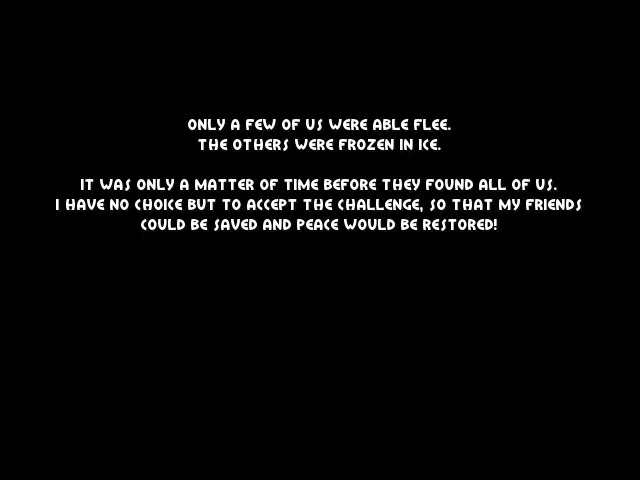 ONLY A FEW OF US WERE ABLE FLEE.
THE OTHERS WERE FROZEN IN ICE.
IT WAS ONLY A MATTER OF TIME BEFORE THEY FOUND ALL OF US.
I HAVE NO CHOICE BUT TO ACCEPT THE CHALLENGE, SO THAT MY FRIENDS
COULD BE SAVED AND PEACE WOULD BE RESTORED!